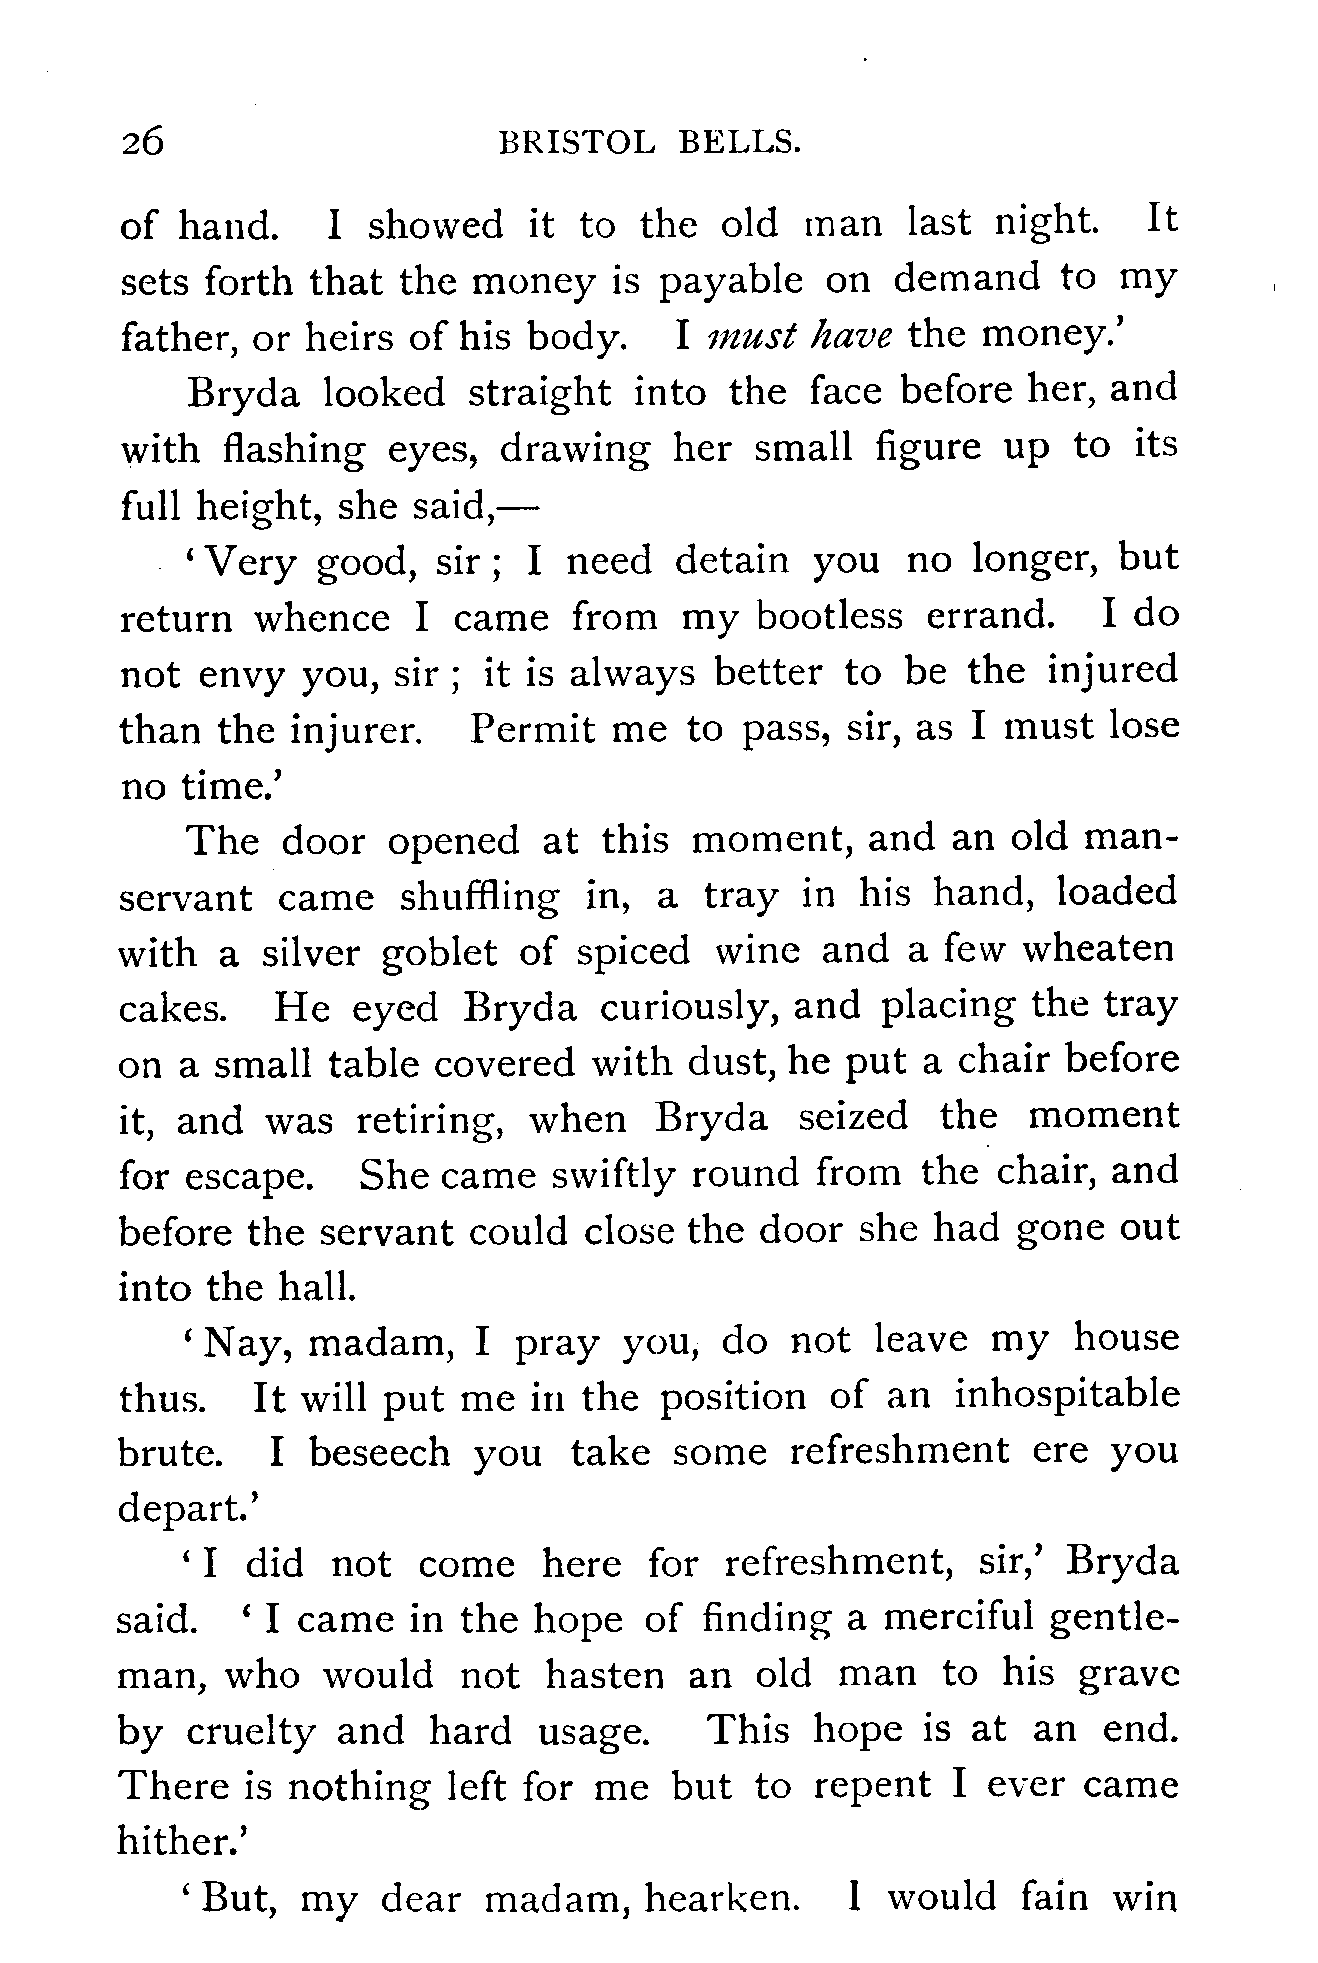 26 BRISTOL BELLS.
of hand. I showed it to the old man last night. It
sets forth that the money is payable on demand to my
father, or heirs of his body. I must have the money.’
Bryda looked straight into the face before her, and
with flashing eyes, drawing her small figure up to its
full height, she said,—
‘Very good, sir; I need detain you no longer, but
return whence I came from my bootless errand. I do
not envy you, sir; it is always better to be the injured
than the injurer. Permit me to pass, sir, as I must lose
no time.’
The door opened at this moment, and an old man-
servant came shuffling in, a tray in his hand, loaded
with a silver goblet of spiced wine and a few wheaten
cakes. He eyed Bryda curiously, and placing the tray
on a small table covered with dust, he put a chair before
it, and was retiring, when Bryda seized the moment
for escape. She came swiftly round from the chair, and
before the servant could close the door she had gone out
into the hall.
‘Nay, madam, I pray you, do not leave my house
thus. It will put me in the position of an inhospitable
brute. I beseech you take some refreshment ere you
depart.’
‘I did not come here for refreshment, sir,’ Bryda
said. ‘I came in the hope of finding a merciful gentle-
man, who would not hasten an old man to his grave
by cruelty and hard usage. This hope is at an end.
There is nothing left for me but to repent I ever came
hither.’
‘But, my dear madam, hearken. I would fain win